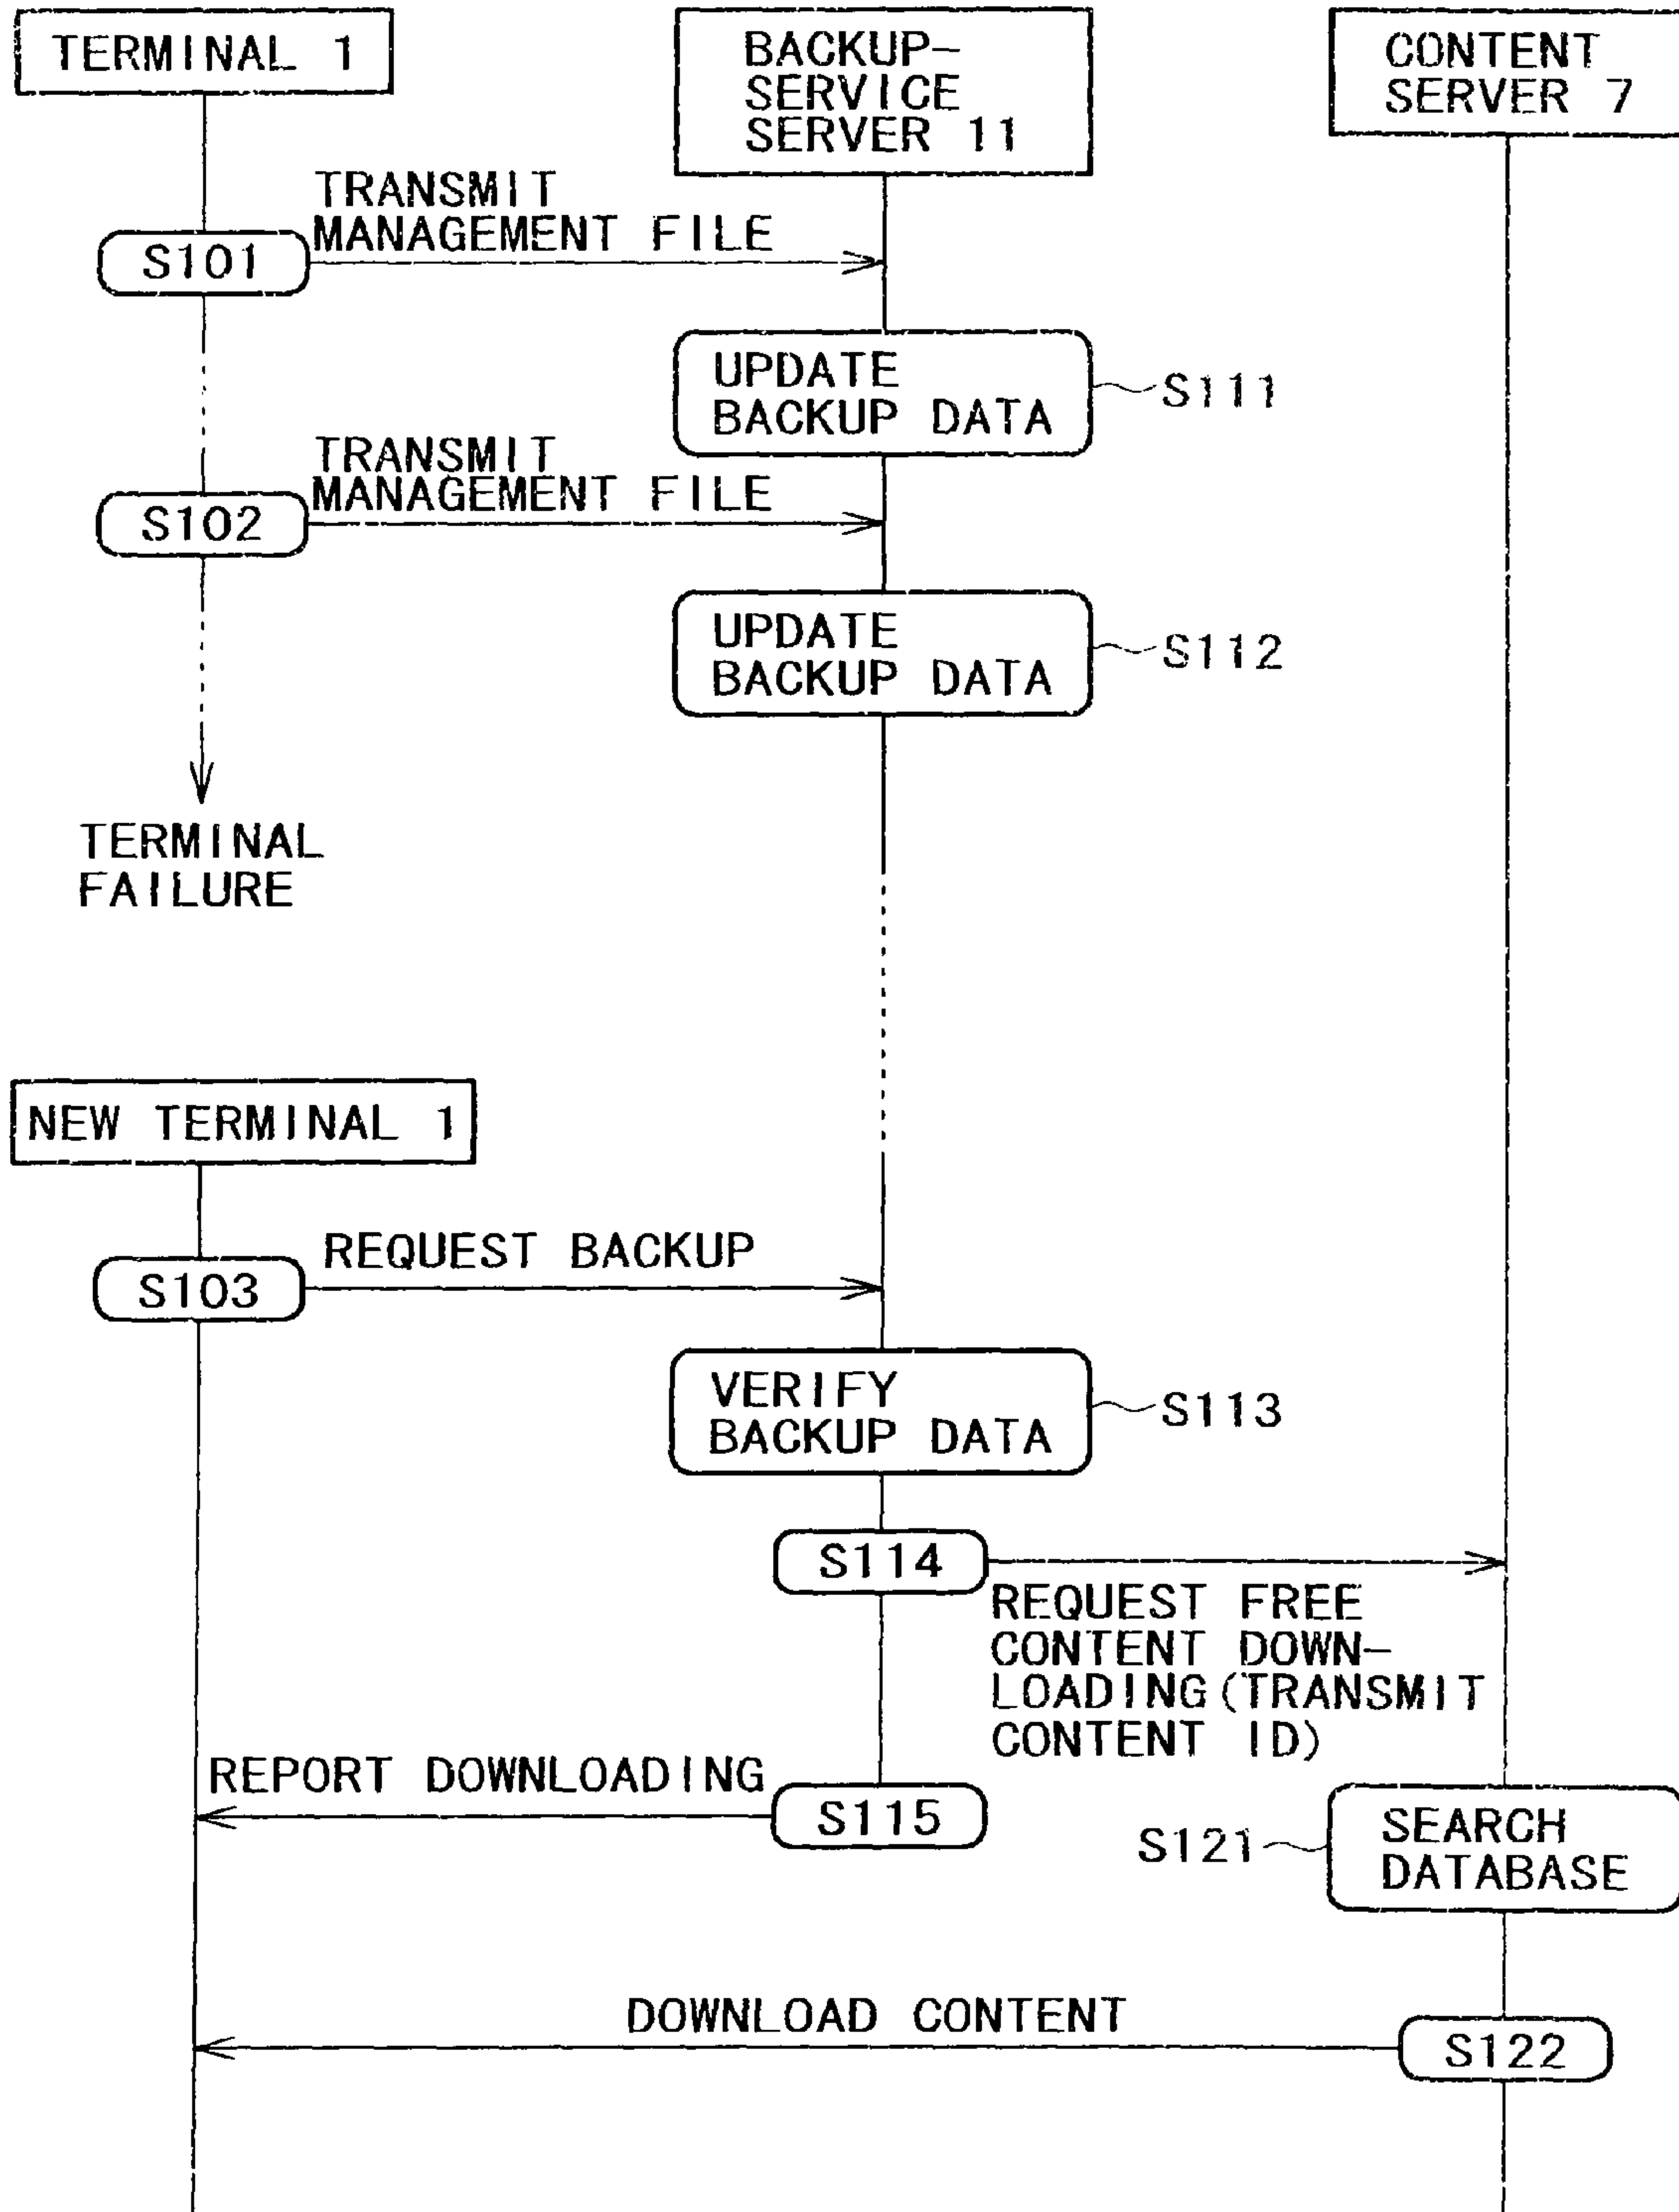 TERMINAL 1
BACKUP-
SERVICE
SERVER 11
CONTENT
SERVER 7
TRANSMIT
MANAGEMENT FILE
S101
UPDATE
BACKUP DATA
S111
TRANSMIT
MANAGEMENT FILE
S102
UPDATE
BACKUP DATA
S112
TERMINAL
FAILURE
NEW TERMINAL 1
REQUEST BACKUP
S103
VERIFY
BACKUP DATA
S113
S114
REQUEST FREE
CONTENT DOWN-
LOADING(TRANSMIT
CONTENT ID)
REPORT DOWNLOADING
S115
S121
SEARCH
DATABASE
DOWNLOAD CONTENT
S122